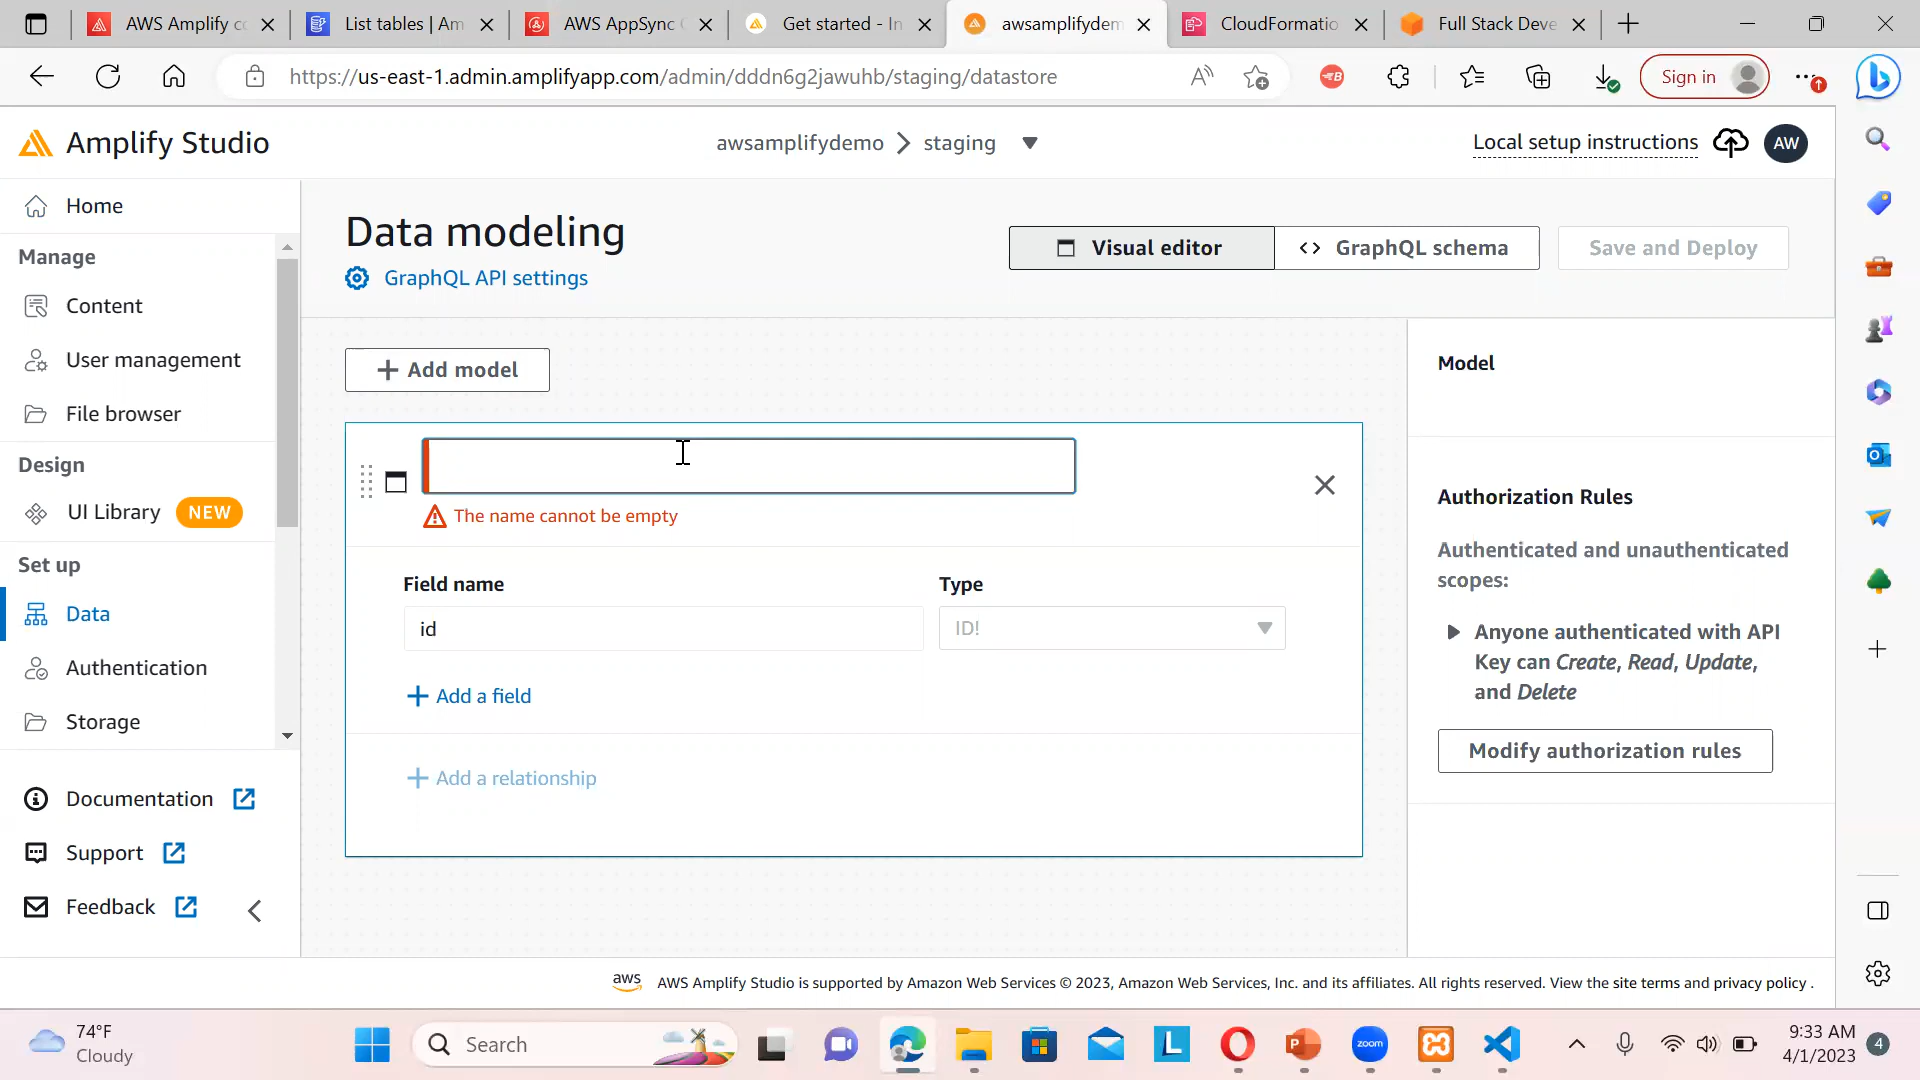 AWS Amplify co
List tables | Am
AWS AppSync C
Get started - In
awsamplifydem
CloudFormatio
Full Stack Deve
https://us-east-1.admin.amplifyapp.com/admin/dddn6g2jawuhb/staging/datastore
Sign in
Amplify Studio
awsamplifydemo
staging
Local setup instructions
AW
Home
Manage
Content
User management
File browser
Design
UI Library NEW
Set up
Data
Authentication
Storage
Documentation
Support
Feedback
Data modeling
GraphQL API settings
Visual editor
GraphQL schema
Save and Deploy
Add model
The name cannot be empty
Field name
Type
id
ID!
Add a field
Add a relationship
Model
Authorization Rules
Authenticated and unauthenticated
scopes:
Anyone authenticated with API
Key can Create, Read, Update,
and Delete
Modify authorization rules
aws
AWS Amplify Studio is supported by Amazon Web Services © 2023, Amazon Web Services, Inc. and its affiliates. All rights reserved. View the site terms and privacy policy .
74°F
Cloudy
Search
zoom
9:33 AM
4/1/2023
4